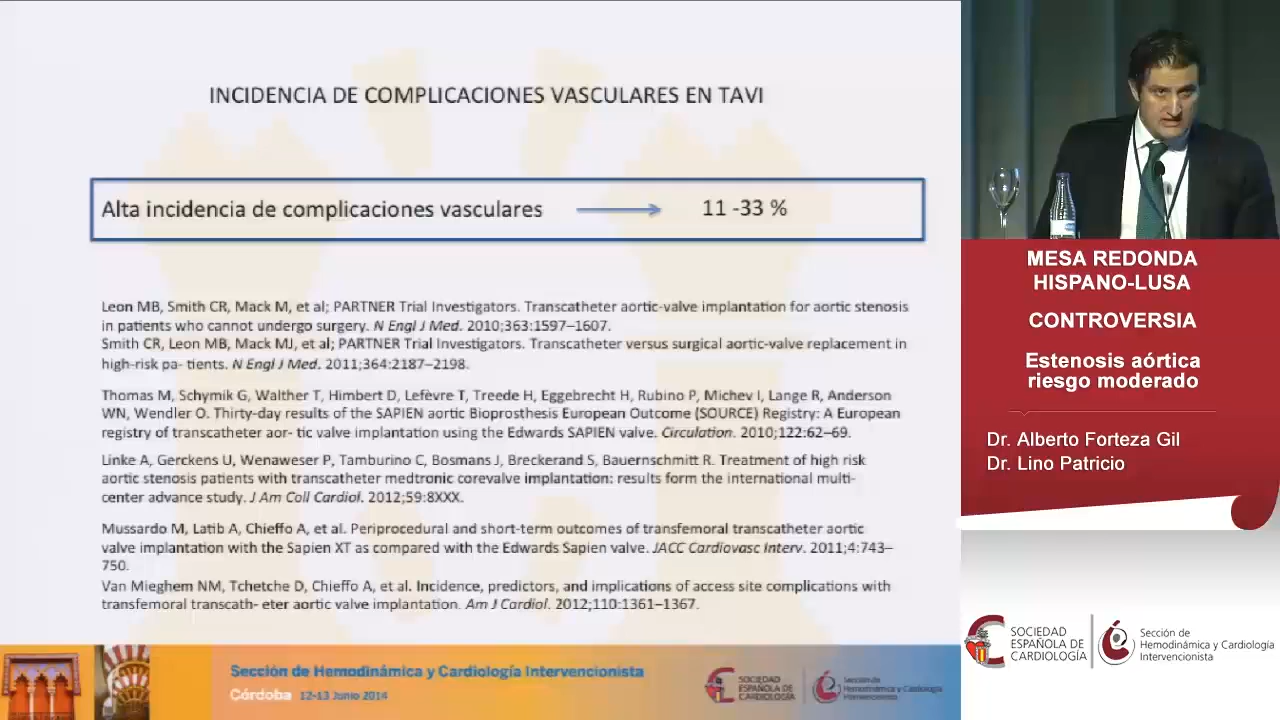 INCIDENCIA DE COMPLICACIONES VASCULARES EN TAVI
Alta incidencia de complicaciones vasculares
11 -33 %
Leon MB, Smith CR, Mack M, et al; PARTNER Trial Investigators. Transcatheter aortic-valve implantation for aortic stenosis
in patients who cannot undergo surgery. N Engl J Med. 2010;363:1597–1607.
Smith CR, Leon MB, Mack MJ, et al; PARTNER Trial Investigators. Transcatheter versus surgical aortic-valve replacement in
high-risk pa- tients. N Engl J Med. 2011;364:2187–2198.
Thomas M, Schymik G, Walther T, Himbert D, Lefèvre T, Treede H, Eggebrecht H, Rubino P, Michev I, Lange R, Anderson
WN, Wendler O. Thirty-day results of the SAPIEN aortic Bioprosthesis European Outcome (SOURCE) Registry: A European
registry of transcatheter aor- tic valve implantation using the Edwards SAPIEN valve. Circulation. 2010;122:62–69.
Linke A, Gerckens U, Wenaweser P, Tamburino C, Bosmans J, Breckerand S, Bauernschmitt R. Treatment of high risk
aortic stenosis patients with transcatheter medtronic corevalve implantation: results form the international multi-
center advance study. J Am Coll Cardiol. 2012;59:8XXX.
Mussardo M, Latib A, Chieffo A, et al. Periprocedural and short-term outcomes of transfemoral transcatheter aortic
valve implantation with the Sapien XT as compared with the Edwards Sapien valve. JACC Cardiovasc Interv. 2011;4:743–
750.
Van Mieghem NM, Tchetche D, Chieffo A, et al. Incidence, predictors, and implications of access site complications with
transfemoral transcath- eter aortic valve implantation. Am J Cardiol. 2012;110:1361–1367.
Sección de Hemodinámica y Cardiología Intervencionista
Córdoba 12-13 Junio 2014
SOCIEDAD
ESPAÑOLA DE
CARDIOLOGÍA
Sección de
Hemodinámica y Cardiología
Intervencionista
MESA REDONDA
HISPANO-LUSA
CONTROVERSIA
Estenosis aórtica
riesgo moderado
Dr. Alberto Forteza Gil
Dr. Lino Patricio
SOCIEDAD
ESPAÑOLA DE
CARDIOLOGÍA
Sección de
Hemodinámica y Cardiología
Intervencionista